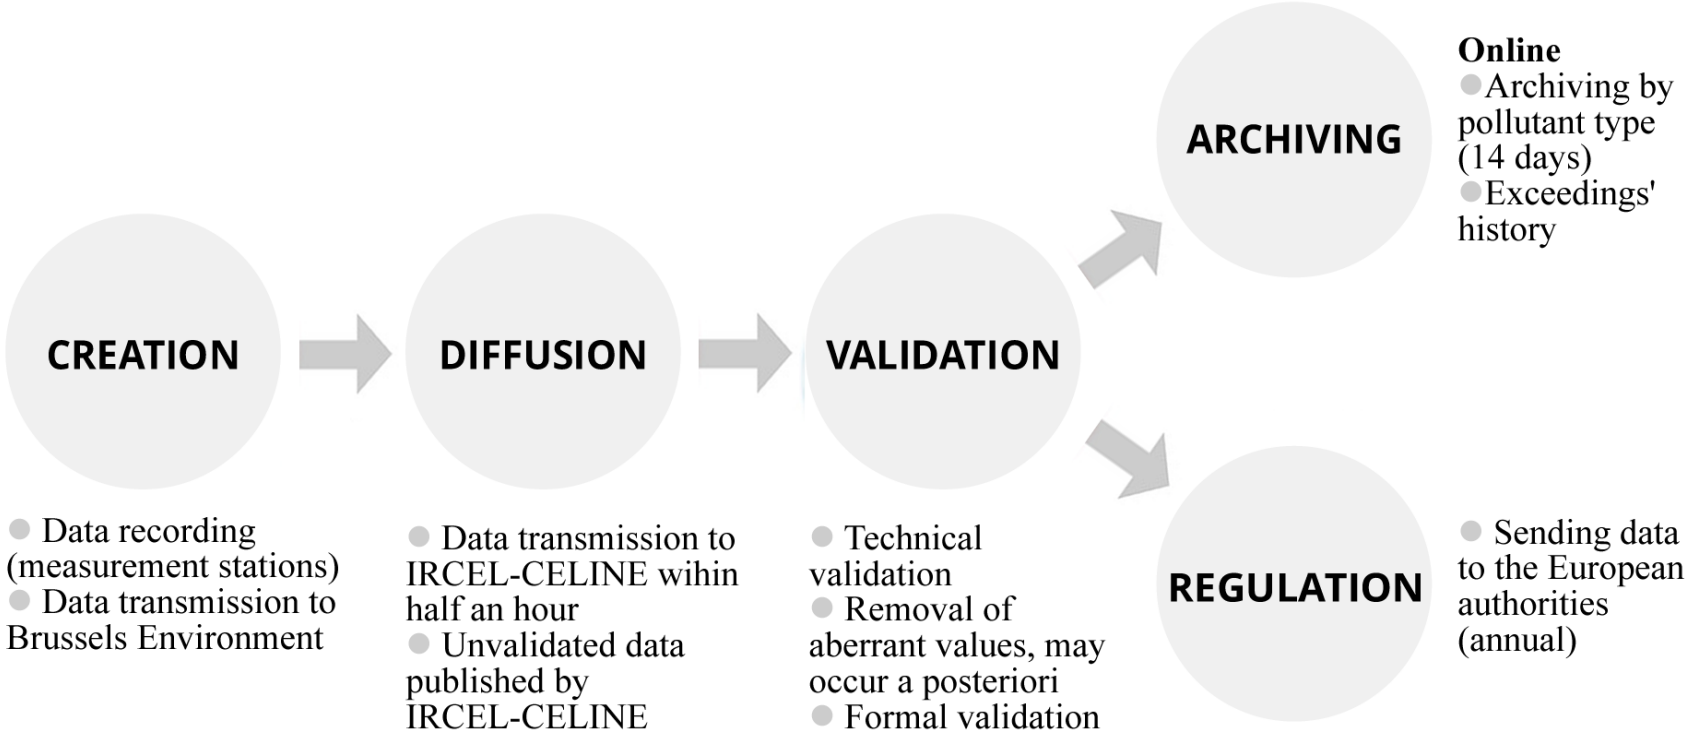 CREATION
● Data recording
(measurement stations)
● Data transmission to
Brussels Environment
DIFFUSION
● Data transmission to
IRCEL-CELINE wihin
half an hour
● Unvalidated data
published by
IRCEL-CELINE
VALIDATION
● Technical
validation
● Removal of
aberrant values, may
occur a posteriori
● Formal validation
ARCHIVING
Online
●Archiving by
pollutant type
(14 days)
●Exceedings'
history
REGULATION
● Sending data
to the European
authorities
(annual)